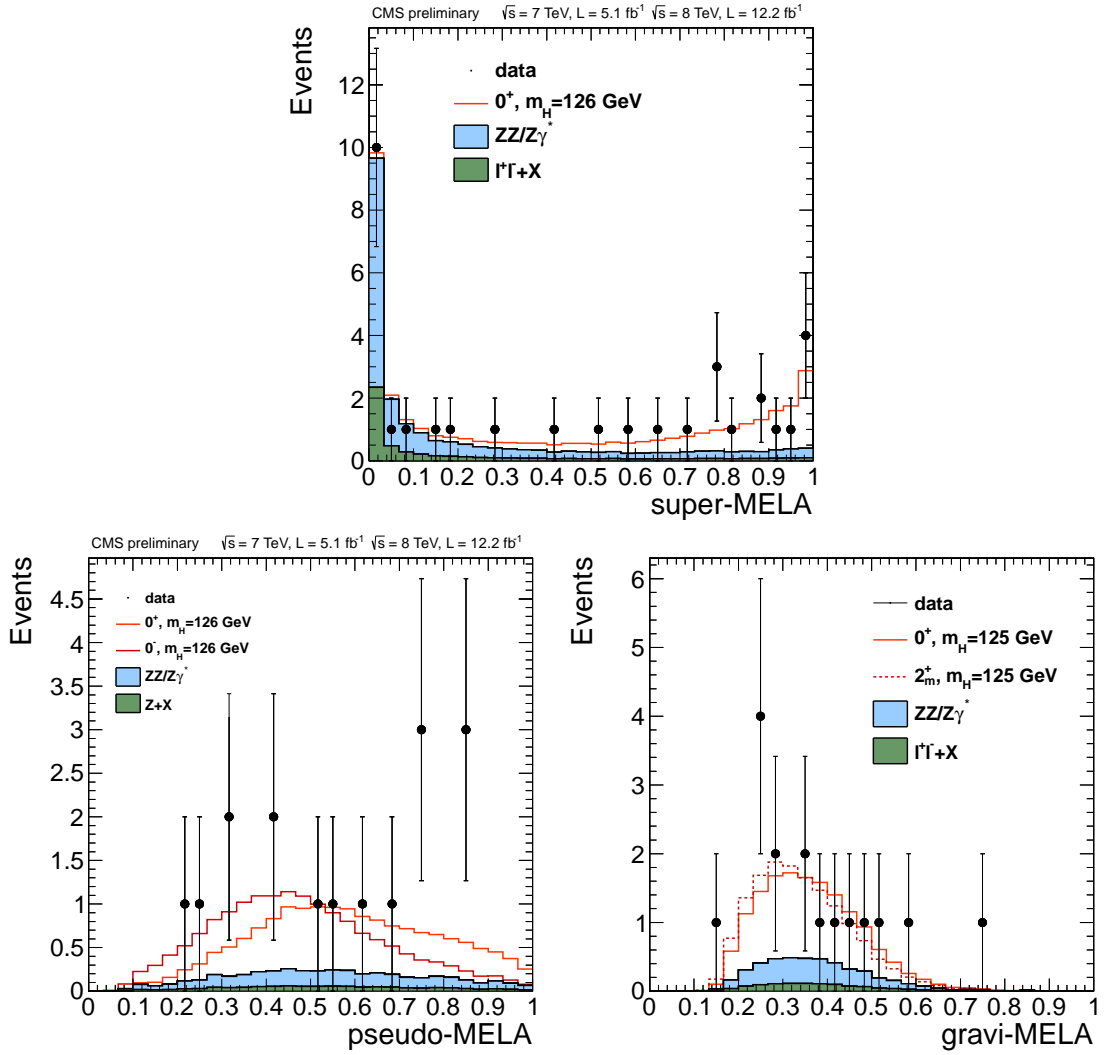 CMS preliminary √s = 7 TeV, L = 5.1 fb⁻¹ √s = 8 TeV, L = 12.2 fb⁻¹
Events
data
0⁺, m_H=126 GeV
ZZ/Zγ*
l⁺l⁻+X
0 2 4 6 8 10 12
0 0.1 0.2 0.3 0.4 0.5 0.6 0.7 0.8 0.9 1
super-MELA
CMS preliminary √s = 7 TeV, L = 5.1 fb⁻¹ √s = 8 TeV, L = 12.2 fb⁻¹
Events
data
0⁺, m_H=126 GeV
0⁻, m_H=126 GeV
ZZ/Zγ*
Z+X
0 0.5 1 1.5 2 2.5 3 3.5 4 4.5
0 0.1 0.2 0.3 0.4 0.5 0.6 0.7 0.8 0.9 1
pseudo-MELA
Events
data
0⁺, m_H=125 GeV
2⁺_m, m_H=125 GeV
ZZ/Zγ*
l⁺l⁻+X
0 1 2 3 4 5 6
0 0.1 0.2 0.3 0.4 0.5 0.6 0.7 0.8 0.9 1
gravi-MELA